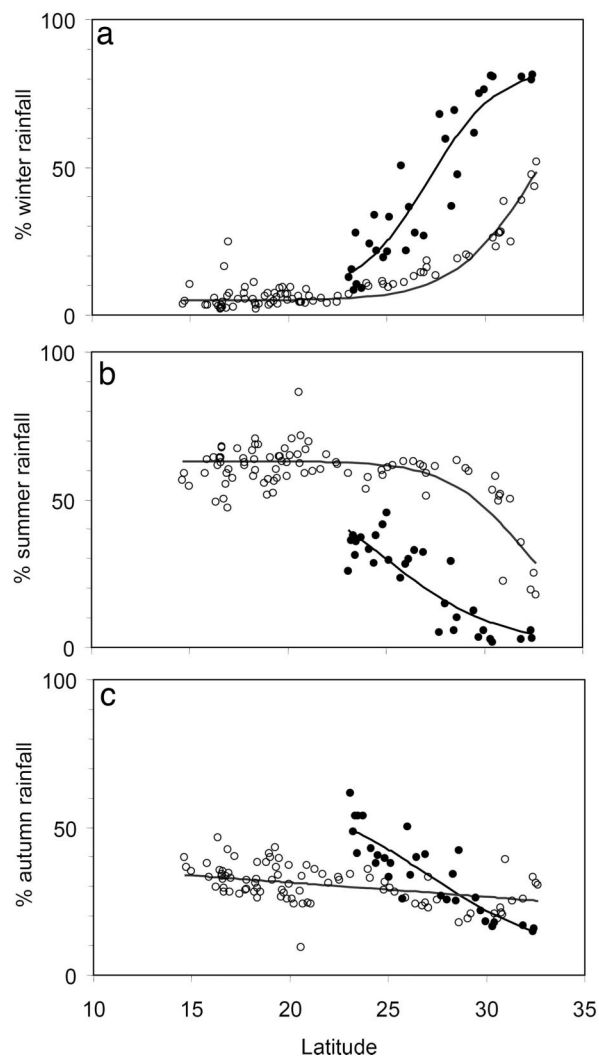 a
100
50
0
% winter rainfall
b
100
50
0
% summer rainfall
c
100
50
0
% autumn rainfall
10 15 20 25 30 35
Latitude